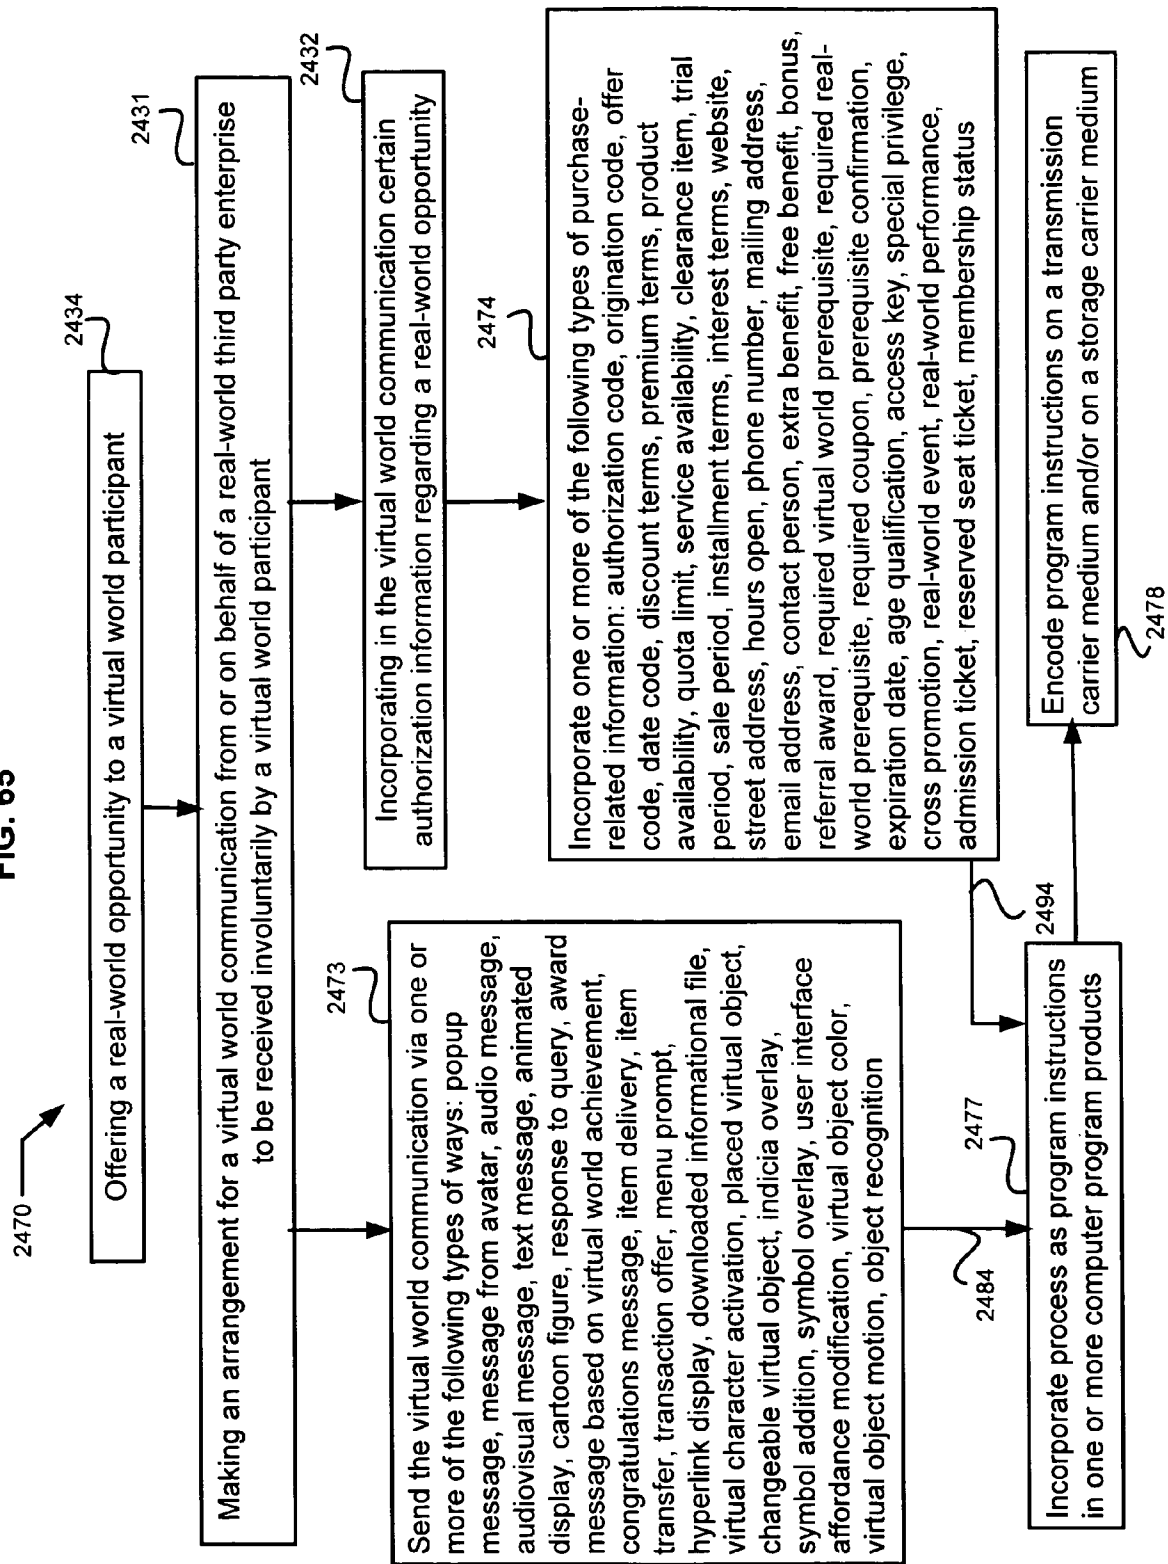 FIG. 65
2470
2434
Offering a real-world opportunity to a virtual world participant
2431
Making an arrangement for a virtual world communication from or on behalf of a real-world third party enterprise
to be received involuntarily by a virtual world participant
2473
Send the virtual world communication via one or
more of the following types of ways: popup
message, message from avatar, audio message,
audiovisual message, text message, animated
display, cartoon figure, response to query, award
message based on virtual world achievement,
congratulations message, item delivery, item
transfer, transaction offer, menu prompt,
hyperlink display, downloaded informational file,
virtual character activation, placed virtual object,
changeable virtual object, indicia overlay,
symbol addition, symbol overlay, user interface
affordance modification, virtual object color,
virtual object motion, object recognition
2432
Incorporating in the virtual world communication certain
authorization information regarding a real-world opportunity
2474
Incorporate one or more of the following types of purchase-
related information: authorization code, origination code, offer
code, date code, discount terms, premium terms, product
availability, quota limit, service availability, clearance item, trial
period, sale period, installment terms, interest terms, website,
street address, hours open, phone number, mailing address,
email address, contact person, extra benefit, free benefit, bonus,
referral award, required virtual world prerequisite, required real-
world prerequisite, required coupon, prerequisite confirmation,
expiration date, age qualification, access key, special privilege,
cross promotion, real-world event, real-world performance,
admission ticket, reserved seat ticket, membership status
2484
2477
2494
Incorporate process as program instructions
in one or more computer program products
Encode program instructions on a transmission
carrier medium and/or on a storage carrier medium
2478